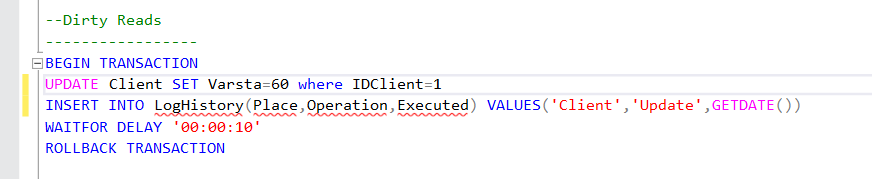 --Dirty Reads
-----------------
BEGIN TRANSACTION
UPDATE Client SET Varsta=60 where IDClient=1
INSERT INTO LogHistory(Place,Operation,Executed) VALUES('Client','Update',GETDATE())
WAITFOR DELAY '00:00:10'
ROLLBACK TRANSACTION